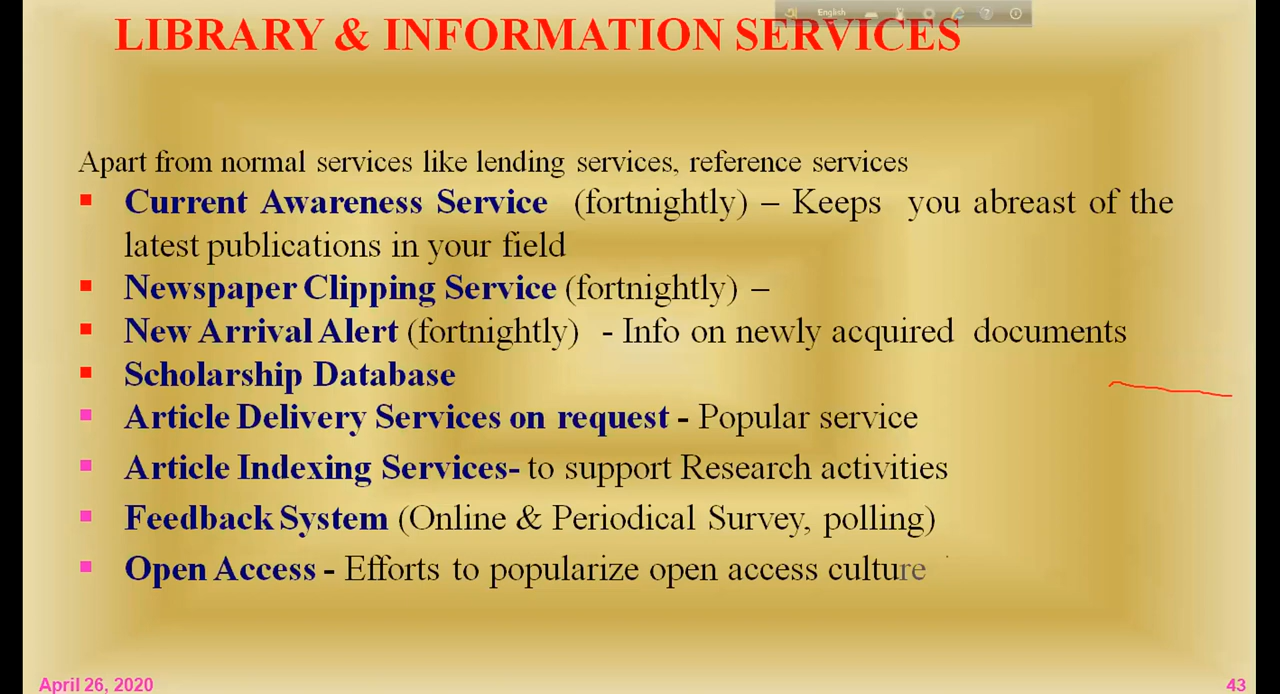 English
LIBRARY & INFORMATION SERVICES
Apart from normal services like lending services, reference services
Current Awareness Service (fortnightly) – Keeps you abreast of the
latest publications in your field
Newspaper Clipping Service (fortnightly) –
New Arrival Alert (fortnightly) - Info on newly acquired documents
Scholarship Database
Article Delivery Services on request - Popular service
Article Indexing Services- to support Research activities
Feedback System (Online & Periodical Survey, polling)
Open Access - Efforts to popularize open access culture
April 26, 2020
43